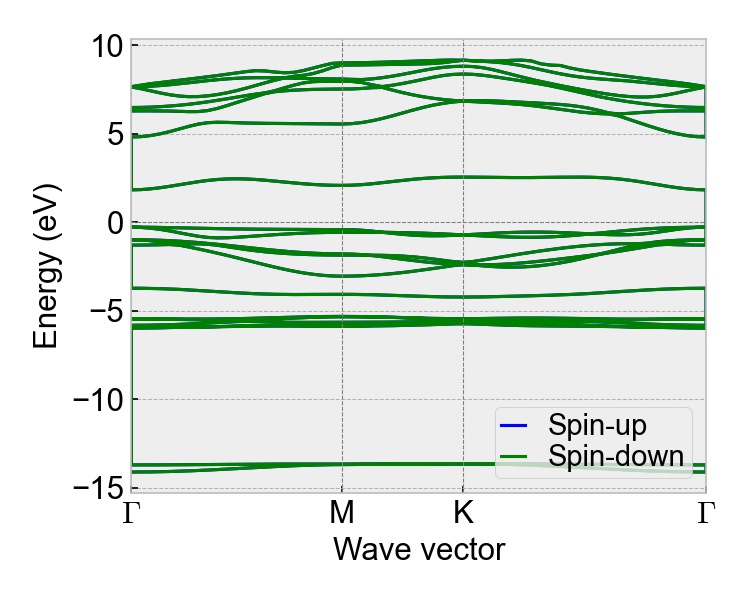 10
5
0
−5
−10
−15
Energy (eV)
Spin-up
Spin-down
Γ M K Γ
Wave vector